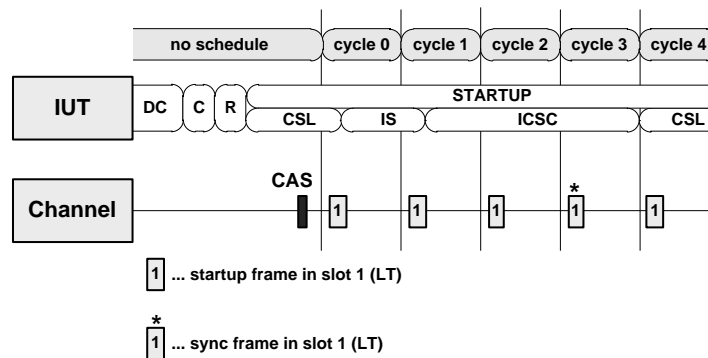 no schedule cycle 0 cycle 1 cycle 2 cycle 3 cycle 4
IUT
DC C R STARTUP
CSL IS ICSC CSL
CAS *
Channel
1 1 1 1 1
1 ... startup frame in slot 1 (LT)
*
1 ... sync frame in slot 1 (LT)